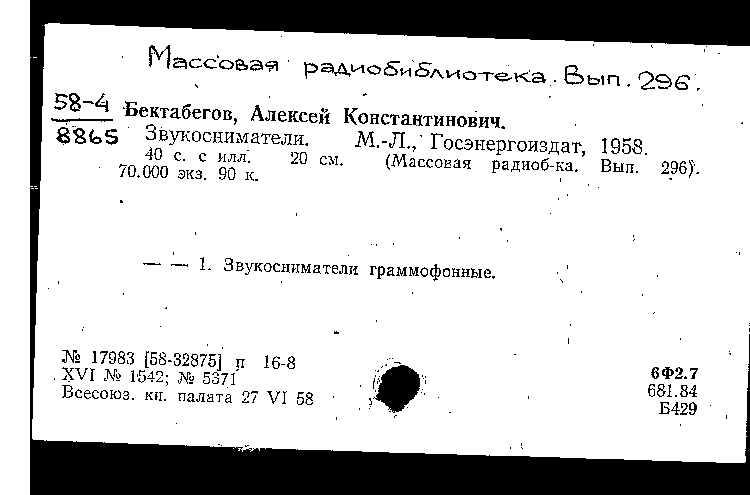 Массовая радиобиблиотека. Вып. 296.
58-4
8865
Бектабегов, Алексей Константинович.
Звукосниматели. М.-Л., Госэнергоиздат, 1958.
40 с. с илл. 20 см. (Массовая радиоб-ка. Вып. 296).
70.000 экз. 90 к.
— — 1. Звукосниматели граммофонные.
№ 17983 [58-32875] п 16-8
XVI № 1542; № 5371
Всесоюз. кн. палата 27 VI 58
6Ф2.7
681.84
Б429